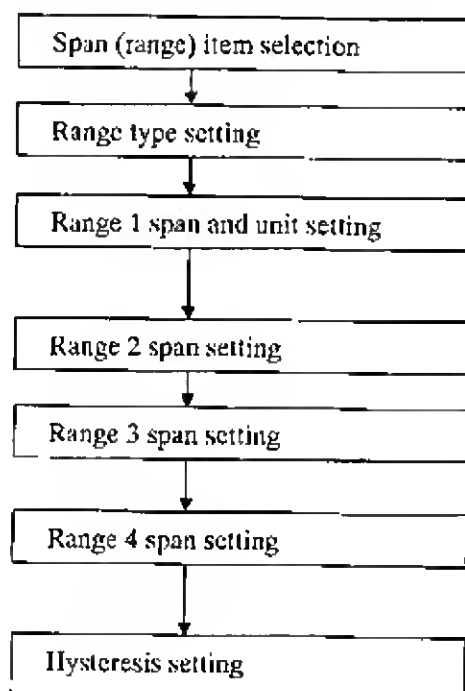 Span (range) item selection
Range type setting
Range 1 span and unit setting
Range 2 span setting
Range 3 span setting
Range 4 span setting
Hysteresis setting